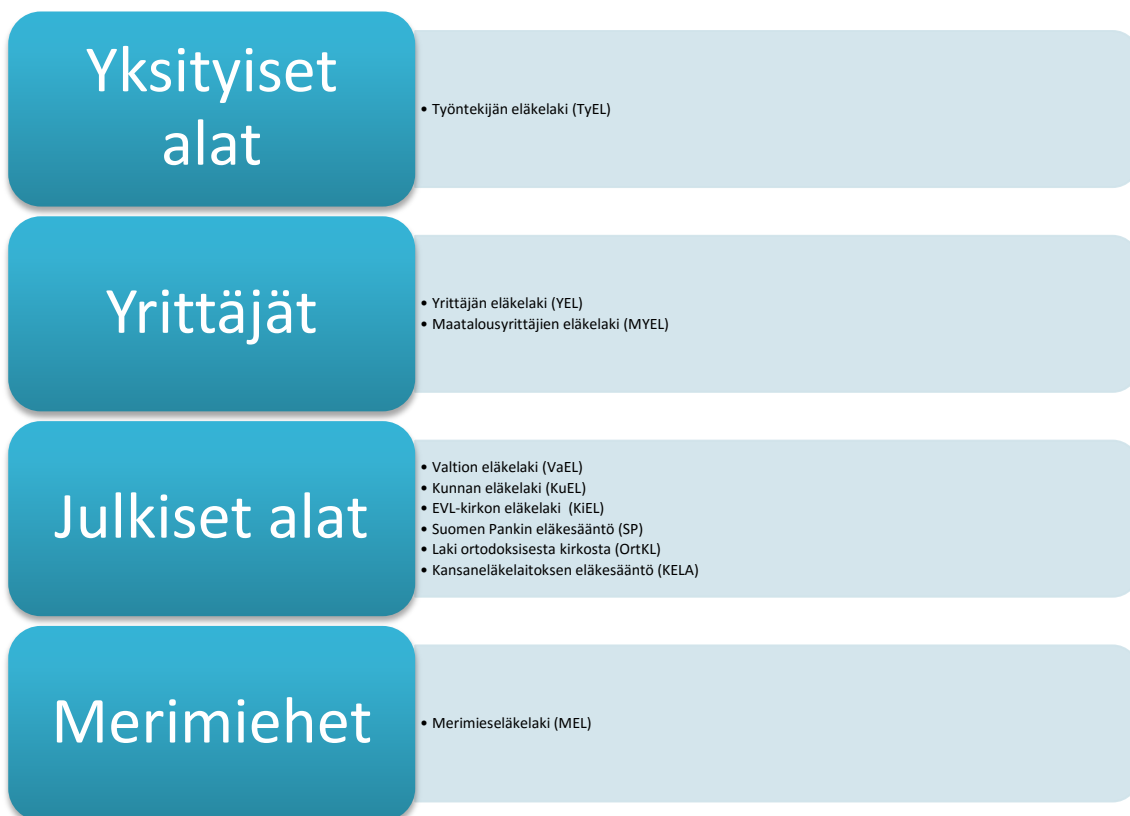 Yksityiset
alat
• Työntekijän eläkelaki (TyEL)
Yrittäjät
• Yrittäjän eläkelaki (YEL)
• Maatalousyrittäjien eläkelaki (MYEL)
Julkiset alat
• Valtion eläkelaki (VaEL)
• Kunnan eläkelaki (KuEL)
• EVL-kirkon eläkelaki (KiEL)
• Suomen Pankin eläkesääntö (SP)
• Laki ortodoksisesta kirkosta (OrtKL)
• Kansaneläkelaitoksen eläkesääntö (KELA)
Merimiehet
• Merimieseläkelaki (MEL)